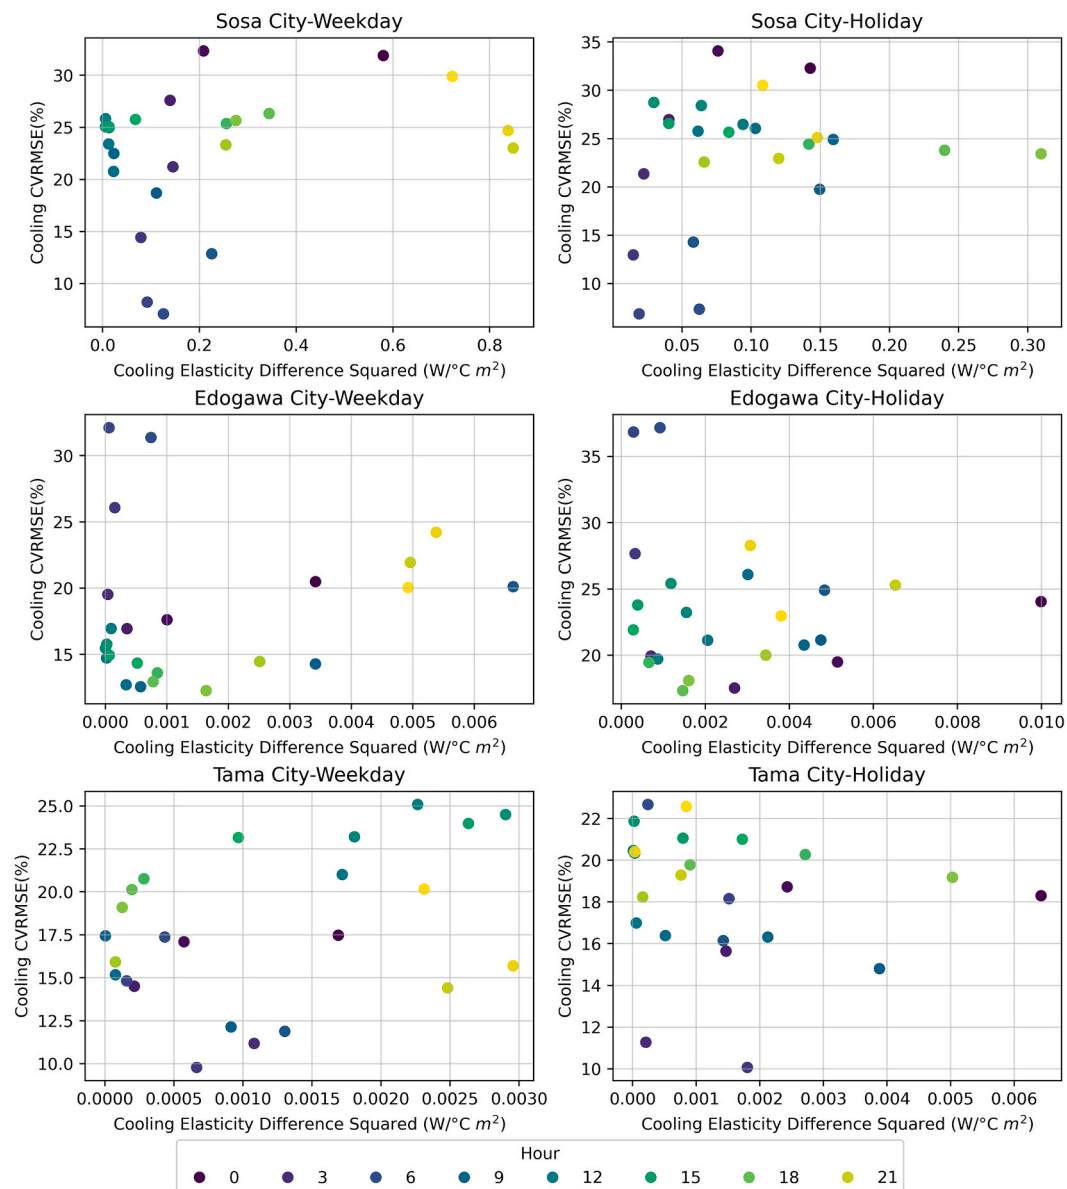 Sosa City-Weekday
Cooling CVRMSE(%)
30
25
20
15
10
0.0 0.2 0.4 0.6 0.8
Cooling Elasticity Difference Squared (W/°C m²)
Sosa City-Holiday
Cooling CVRMSE(%)
35
30
25
20
15
10
0.05 0.10 0.15 0.20 0.25 0.30
Cooling Elasticity Difference Squared (W/°C m²)
Edogawa City-Weekday
Cooling CVRMSE(%)
30
25
20
15
0.000 0.001 0.002 0.003 0.004 0.005 0.006
Cooling Elasticity Difference Squared (W/°C m²)
Edogawa City-Holiday
Cooling CVRMSE(%)
35
30
25
20
0.000 0.002 0.004 0.006 0.008 0.010
Cooling Elasticity Difference Squared (W/°C m²)
Tama City-Weekday
Cooling CVRMSE(%)
25.0
22.5
20.0
17.5
15.0
12.5
10.0
0.0000 0.0005 0.0010 0.0015 0.0020 0.0025 0.0030
Cooling Elasticity Difference Squared (W/°C m²)
Tama City-Holiday
Cooling CVRMSE(%)
22
20
18
16
14
12
10
0.000 0.001 0.002 0.003 0.004 0.005 0.006
Cooling Elasticity Difference Squared (W/°C m²)
Hour
0 3 6 9 12 15 18 21